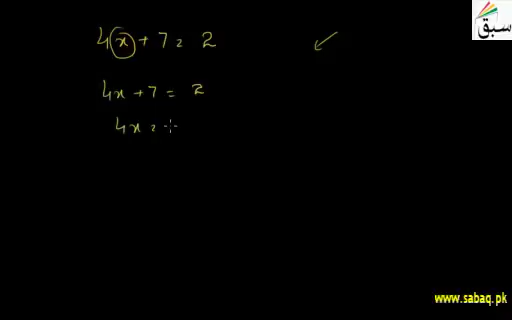 سبق
4x + 7 = 2
4x + 7 = 2
4x =
www.sabaq.pk